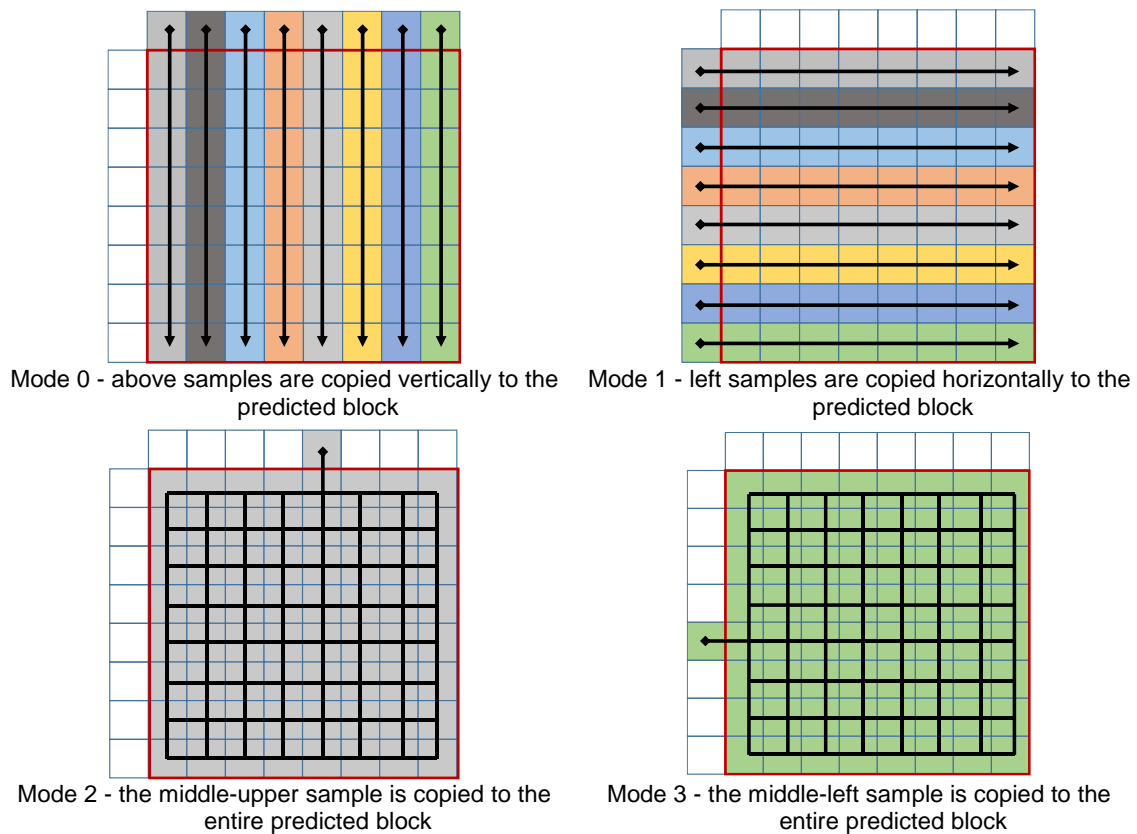 Mode 0 - above samples are copied vertically to the
predicted block
Mode 1 - left samples are copied horizontally to the
predicted block
Mode 2 - the middle-upper sample is copied to the
entire predicted block
Mode 3 - the middle-left sample is copied to the
entire predicted block